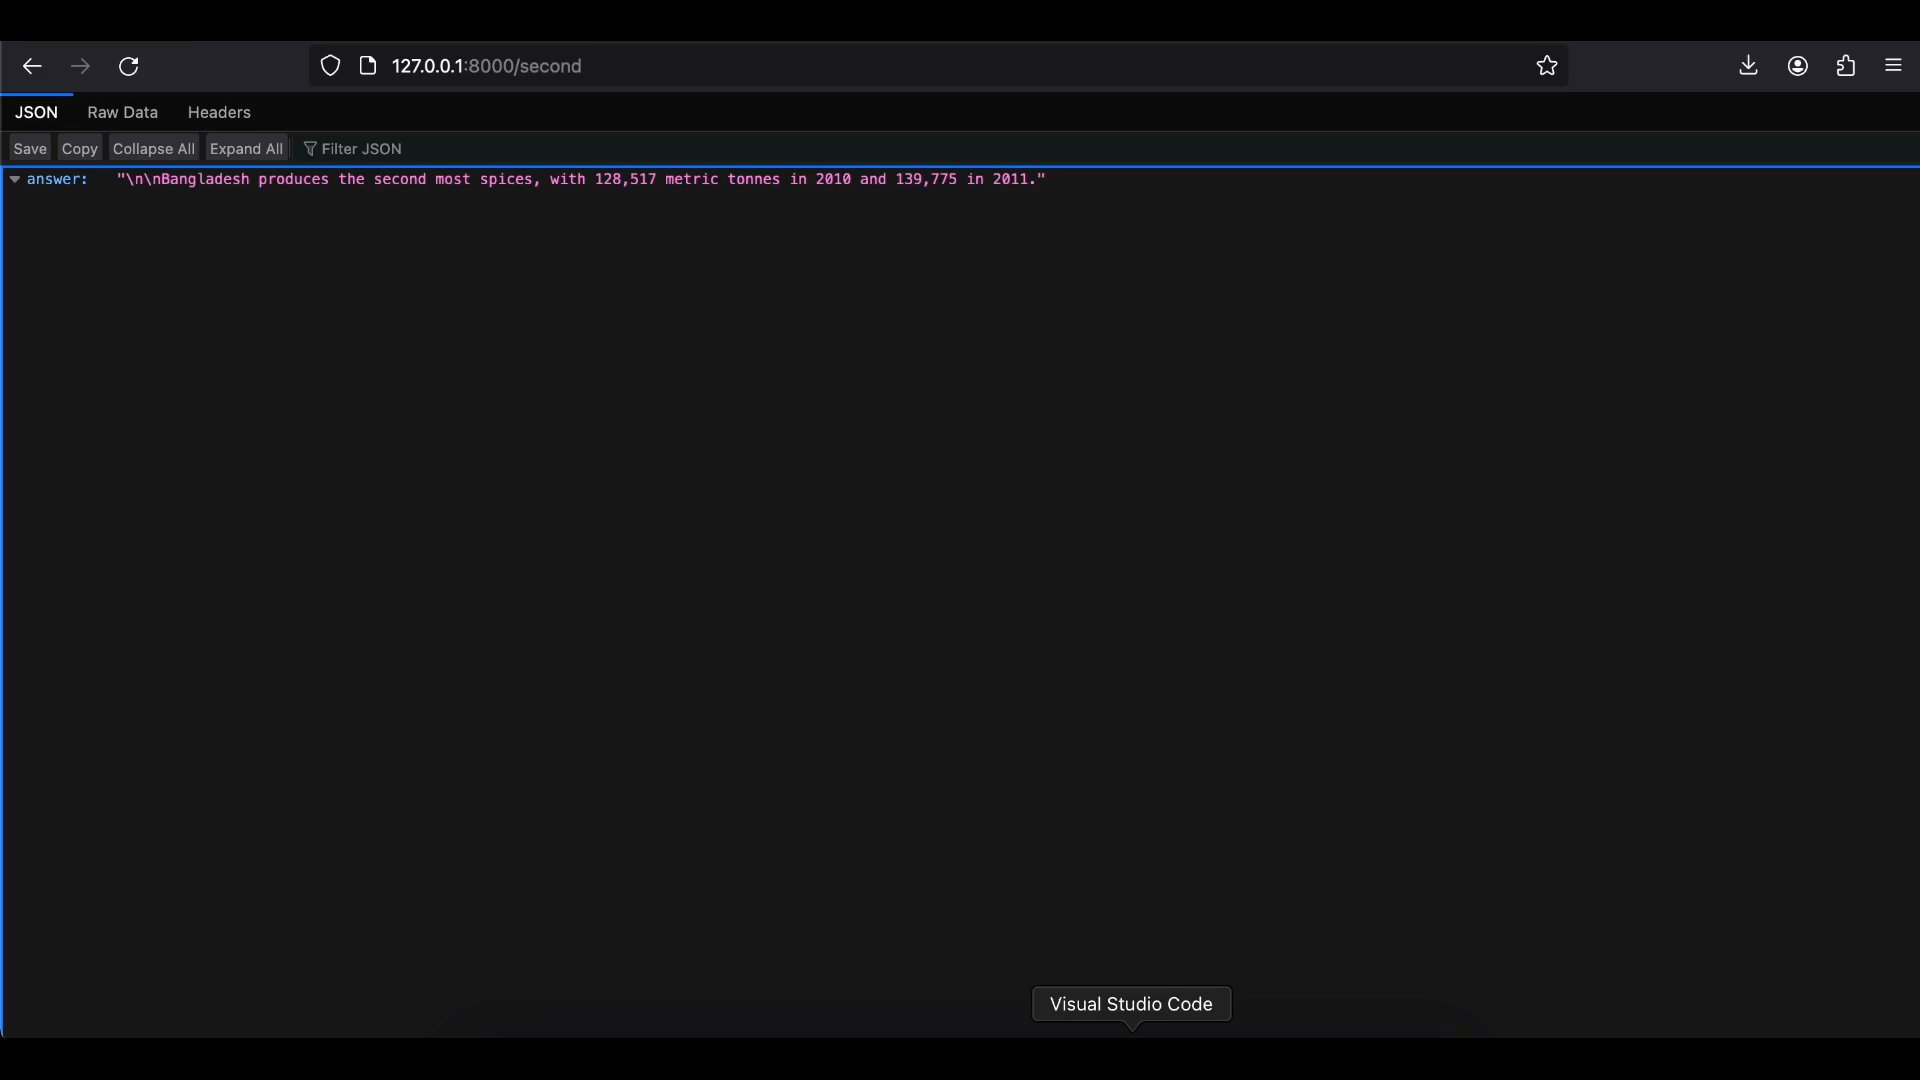 127.0.0.1:8000/second
JSON Raw Data Headers
Save Copy Collapse All Expand All Filter JSON
answer: "\n\nBangladesh produces the second most spices, with 128,517 metric tonnes in 2010 and 139,775 in 2011."
Visual Studio Code